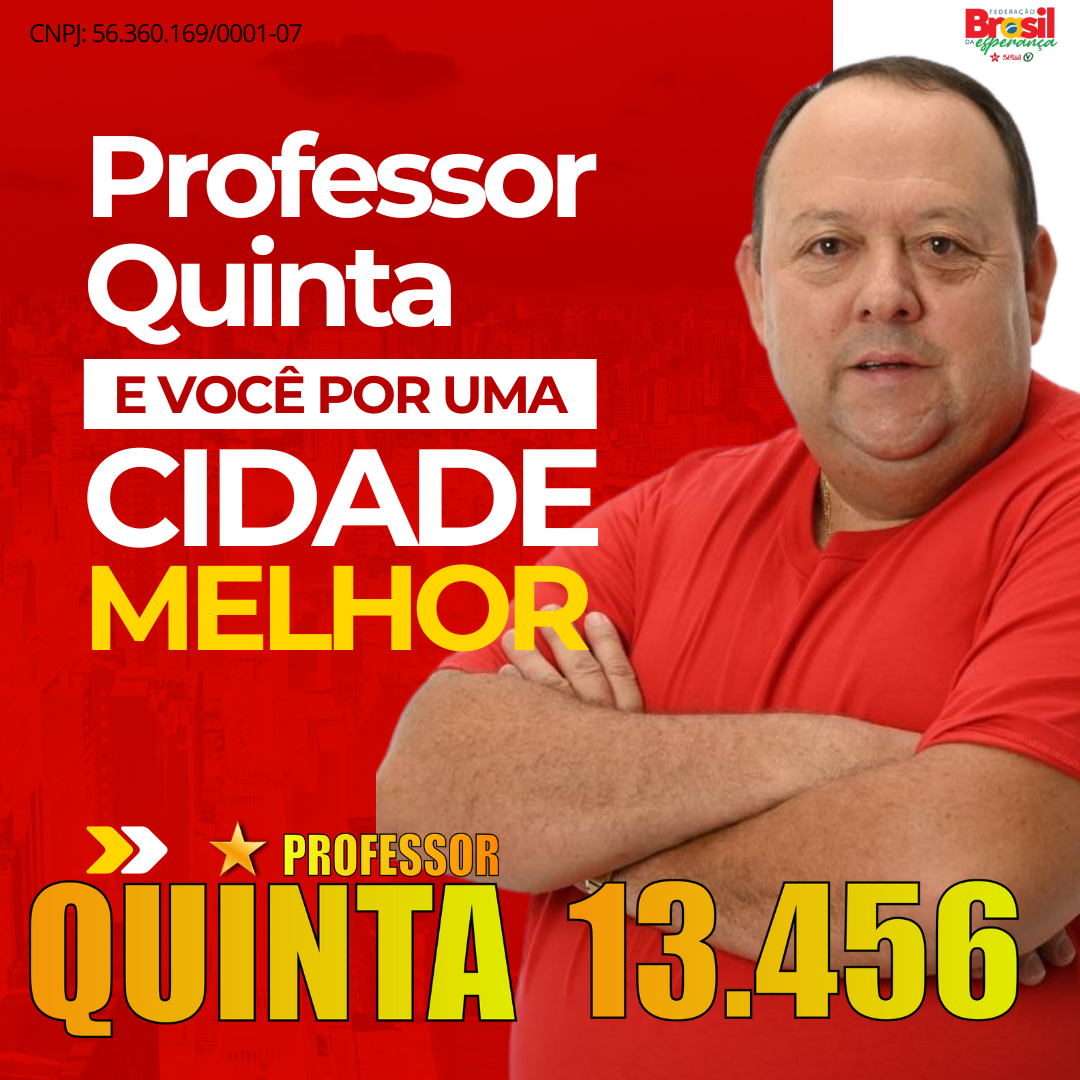 CNPJ: 56.360.169/0001-07
FEDERAÇÃO
Brasil
DA esperança
PCdoB
Professor
Quinta
E VOCÊ POR UMA
CIDADE
MELHOR
PROFESSOR
QUINTA 13.456